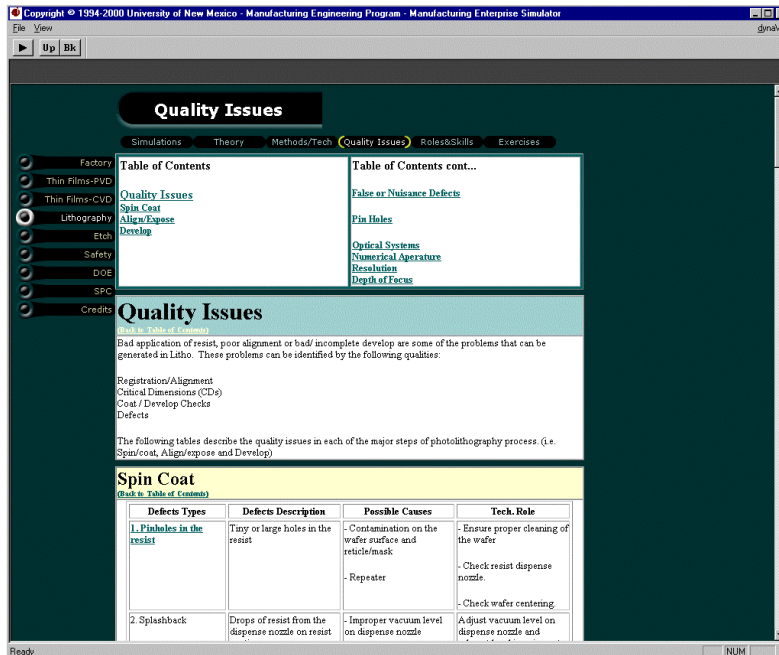 Copyright © 1994-2000 University of New Mexico - Manufacturing Engineering Program - Manufacturing Enterprise Simulator
File View
Up Bk
Quality Issues
Simulations Theory Methods/Tech (Quality Issues) Roles&Skills Exercises
Factory
Thin Films-PVD
Thin Films-CVD
Lithography
Etch
Safety
DOE
SPC
Credits
Table of Contents
Quality Issues
Spin Coat
Align/Expose
Develop
Table of Contents cont...
False or Nuisance Defects
Pin Holes
Optical Systems
Numerical Aperature
Resolution
Depth of Focus
Quality Issues
(Back to Table of Contents)
Bad application of resist, poor alignment or bad/ incomplete develop are some of the problems that can be
generated in Litho. These problems can be identified by the following qualities:
Registration/Alignment
Critical Dimensions (CDs)
Coat / Develop Checks
Defects
The following tables describe the quality issues in each of the major steps of photolithography process. (i.e.
Spin/coat, Align/expose and Develop)
Spin Coat
(Back to Table of Contents)
Defects Types Defects Description Possible Causes Tech. Role
1. Pinholes in the
resist
Tiny or large holes in the
resist
- Contamination on the
wafer surface and
reticle/mask
- Repeater
- Ensure proper cleaning of
the wafer
- Check resist dispense
nozzle.
- Check wafer centering.
2. Splashback
Drops of resist from the
dispense nozzle on resist
- Improper vacuum level
on dispense nozzle
Adjust vacuum level on
dispense nozzle and
Ready
NUM